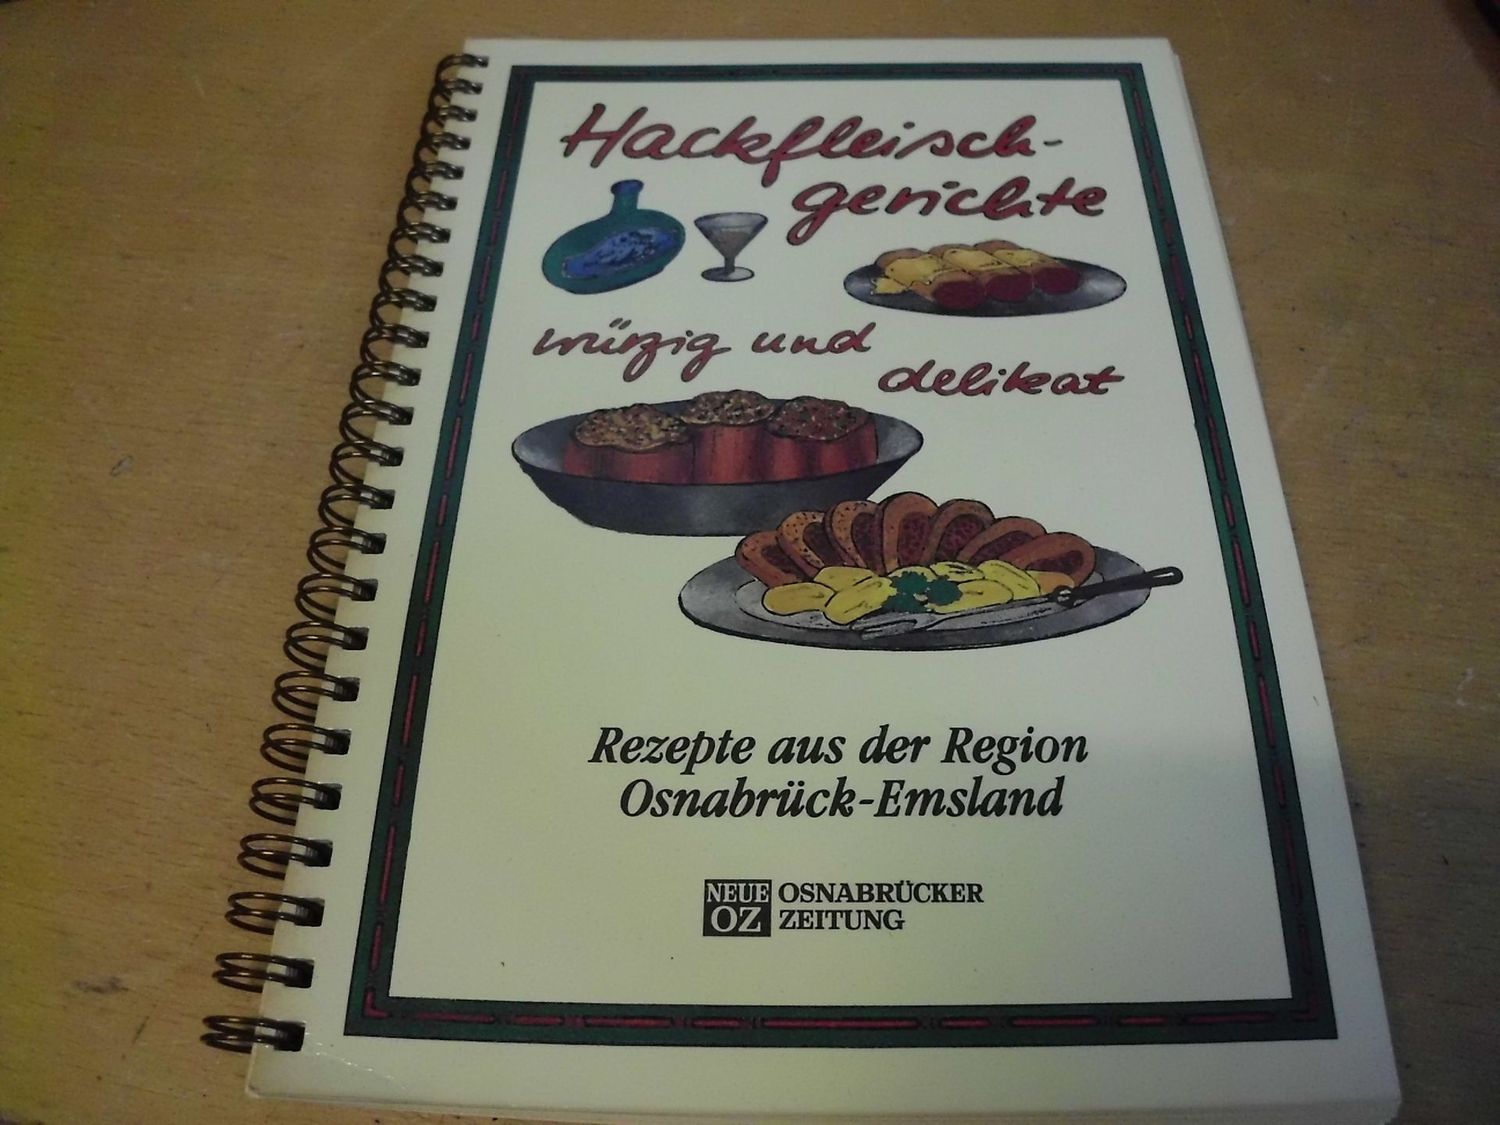 Hackfleisch-
gerichte
würzig und
delikat
Rezepte aus der Region
Osnabrück-Emsland
NEUE OZ
OSNABRÜCKER
ZEITUNG